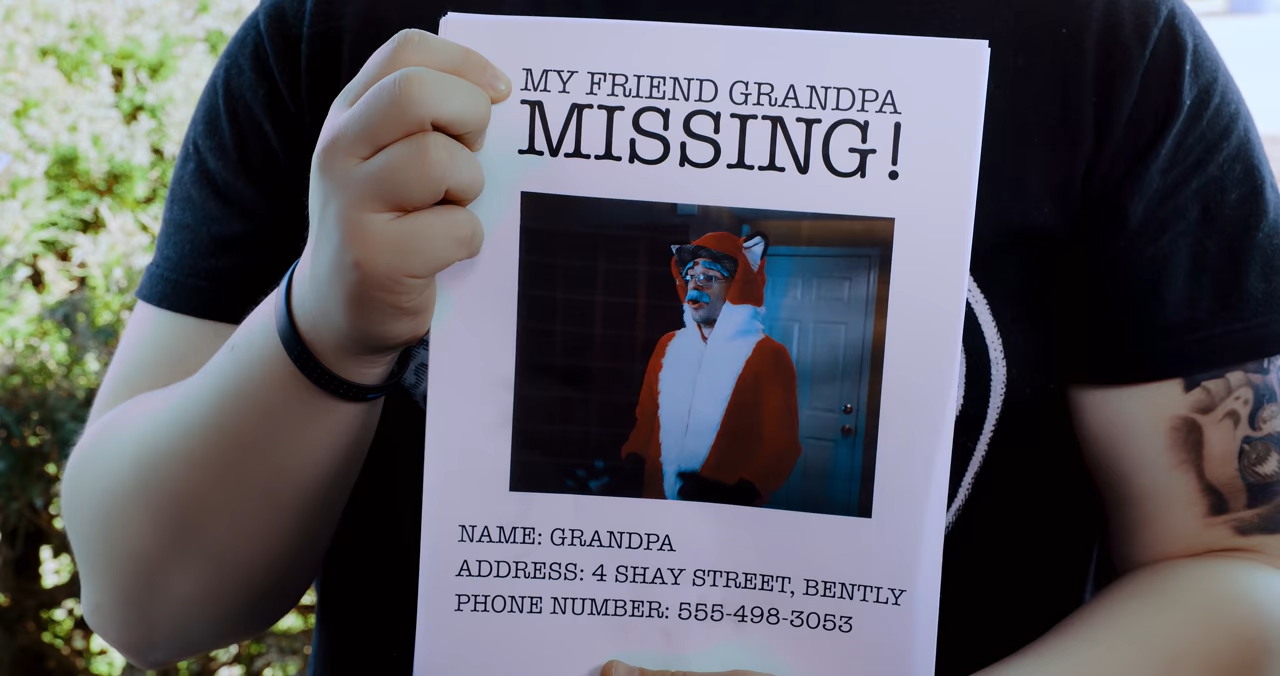 MY FRIEND GRANDPA
MISSING!
NAME: GRANDPA
ADDRESS: 4 SHAY STREET, BENTLY
PHONE NUMBER: 555-498-3053